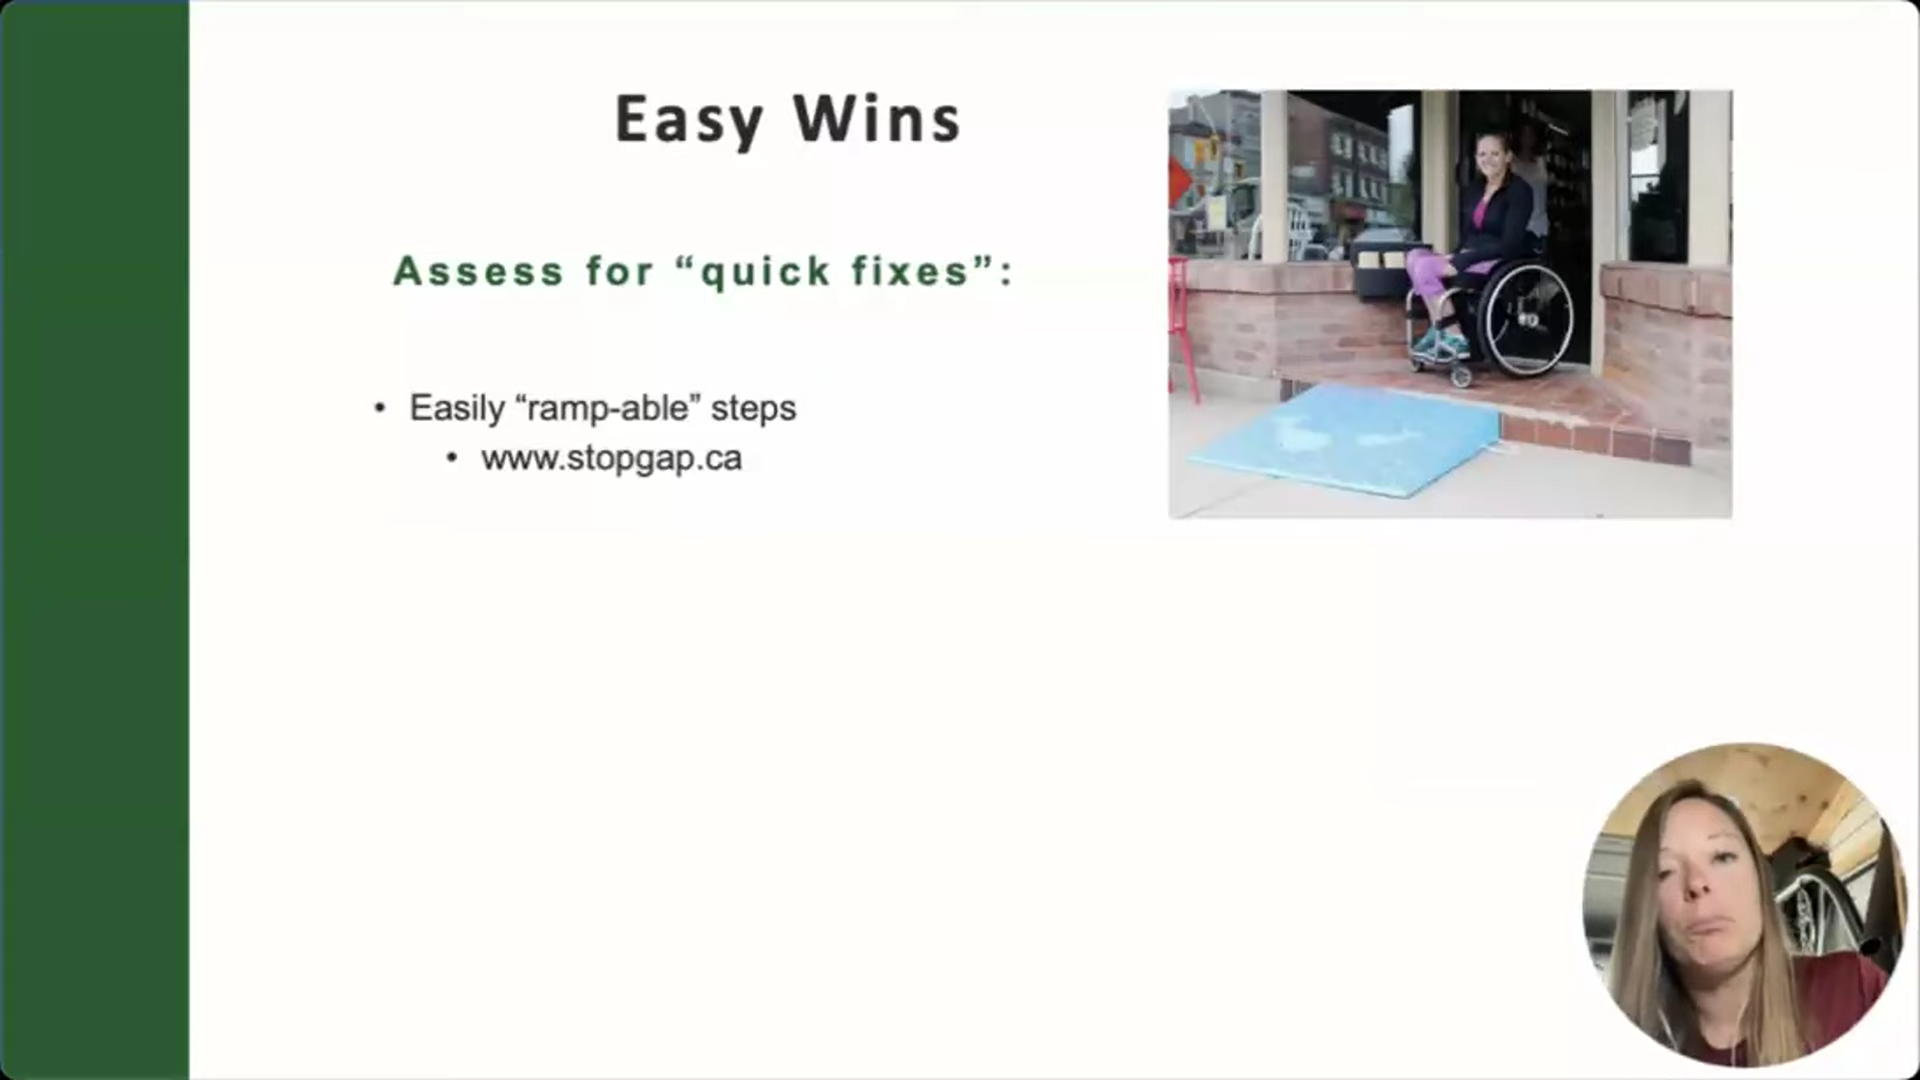 Easy Wins
Assess for “quick fixes”:
• Easily “ramp-able” steps
• www.stopgap.ca